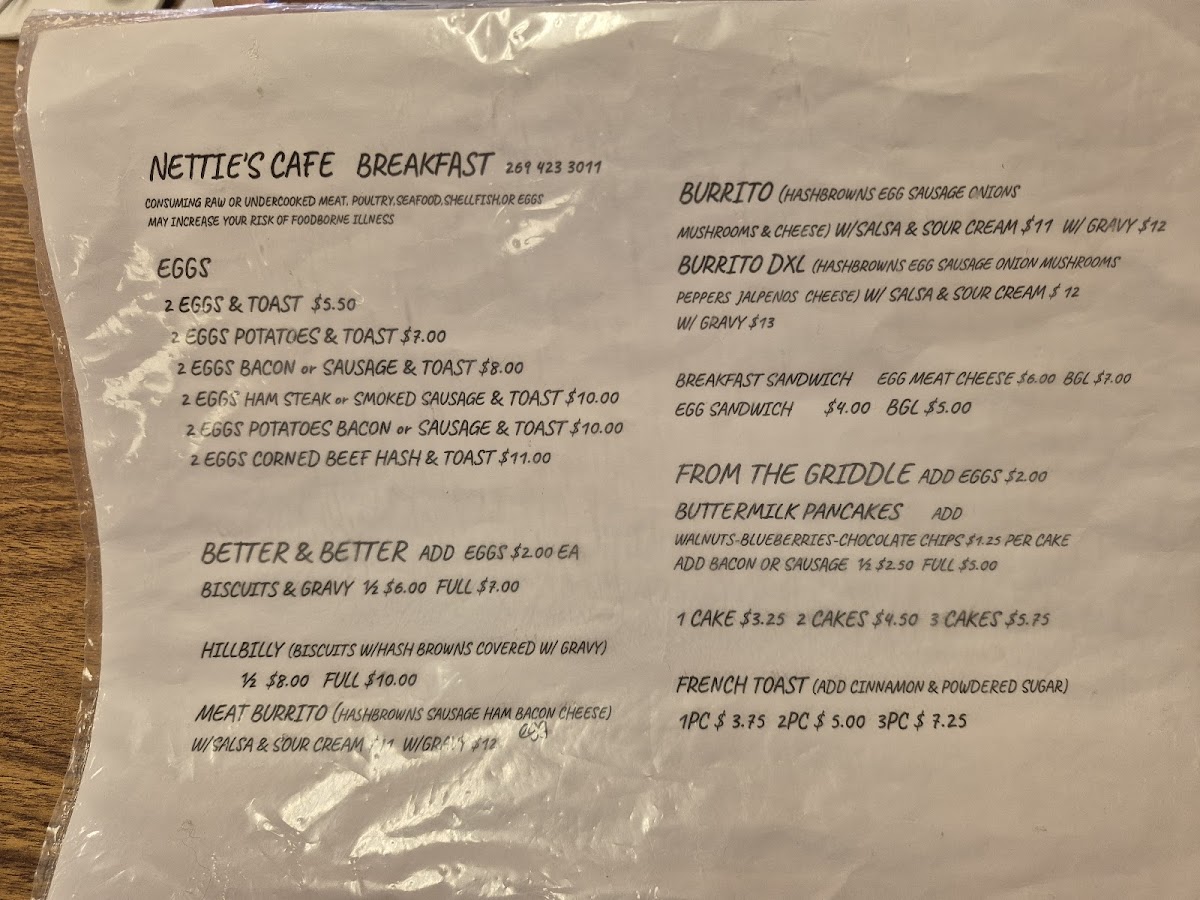 NETTIE'S CAFE BREAKFAST 269 423 3011
CONSUMING RAW OR UNDERCOOKED MEAT. POULTRY,SEAFOOD,SHELLFISH,OR EGGS
MAY INCREASE YOUR RISK OF FOODBORNE ILLNESS
EGGS
2 EGGS & TOAST $5.50
2 EGGS POTATOES & TOAST $7.00
2 EGGS BACON or SAUSAGE & TOAST $8.00
2 EGGS HAM STEAK or SMOKED SAUSAGE & TOAST $10.00
2 EGGS POTATOES BACON or SAUSAGE & TOAST $10.00
2 EGGS CORNED BEEF HASH & TOAST $11.00
BETTER & BETTER ADD EGGS $2.00 EA
BISCUITS & GRAVY ½ $6.00 FULL $7.00
HILLBILLY (BISCUITS W/HASH BROWNS COVERED W/ GRAVY)
½ $8.00 FULL $10.00
MEAT BURRITO (HASHBROWNS SAUSAGE HAM BACON CHEESE)
egg
W/SALSA & SOUR CREAM $11 W/GRAVY $12
BURRITO (HASHBROWNS EGG SAUSAGE ONIONS
MUSHROOMS & CHEESE) W/SALSA & SOUR CREAM $11 W/ GRAVY $12
BURRITO DXL (HASHBROWNS EGG SAUSAGE ONION MUSHROOMS
PEPPERS JALPENOS CHEESE) W/ SALSA & SOUR CREAM $ 12
W/ GRAVY $13
BREAKFAST SANDWICH EGG MEAT CHEESE $6.00 BGL $7.00
EGG SANDWICH $4.00 BGL $5.00
FROM THE GRIDDLE ADD EGGS $2.00
BUTTERMILK PANCAKES ADD
WALNUTS-BLUEBERRIES-CHOCOLATE CHIPS $1.25 PER CAKE
ADD BACON OR SAUSAGE ½ $2.50 FULL $5.00
1 CAKE $3.25 2 CAKES $4.50 3 CAKES $5.75
FRENCH TOAST (ADD CINNAMON & POWDERED SUGAR)
1PC $ 3.75 2PC $ 5.00 3PC $ 7.25